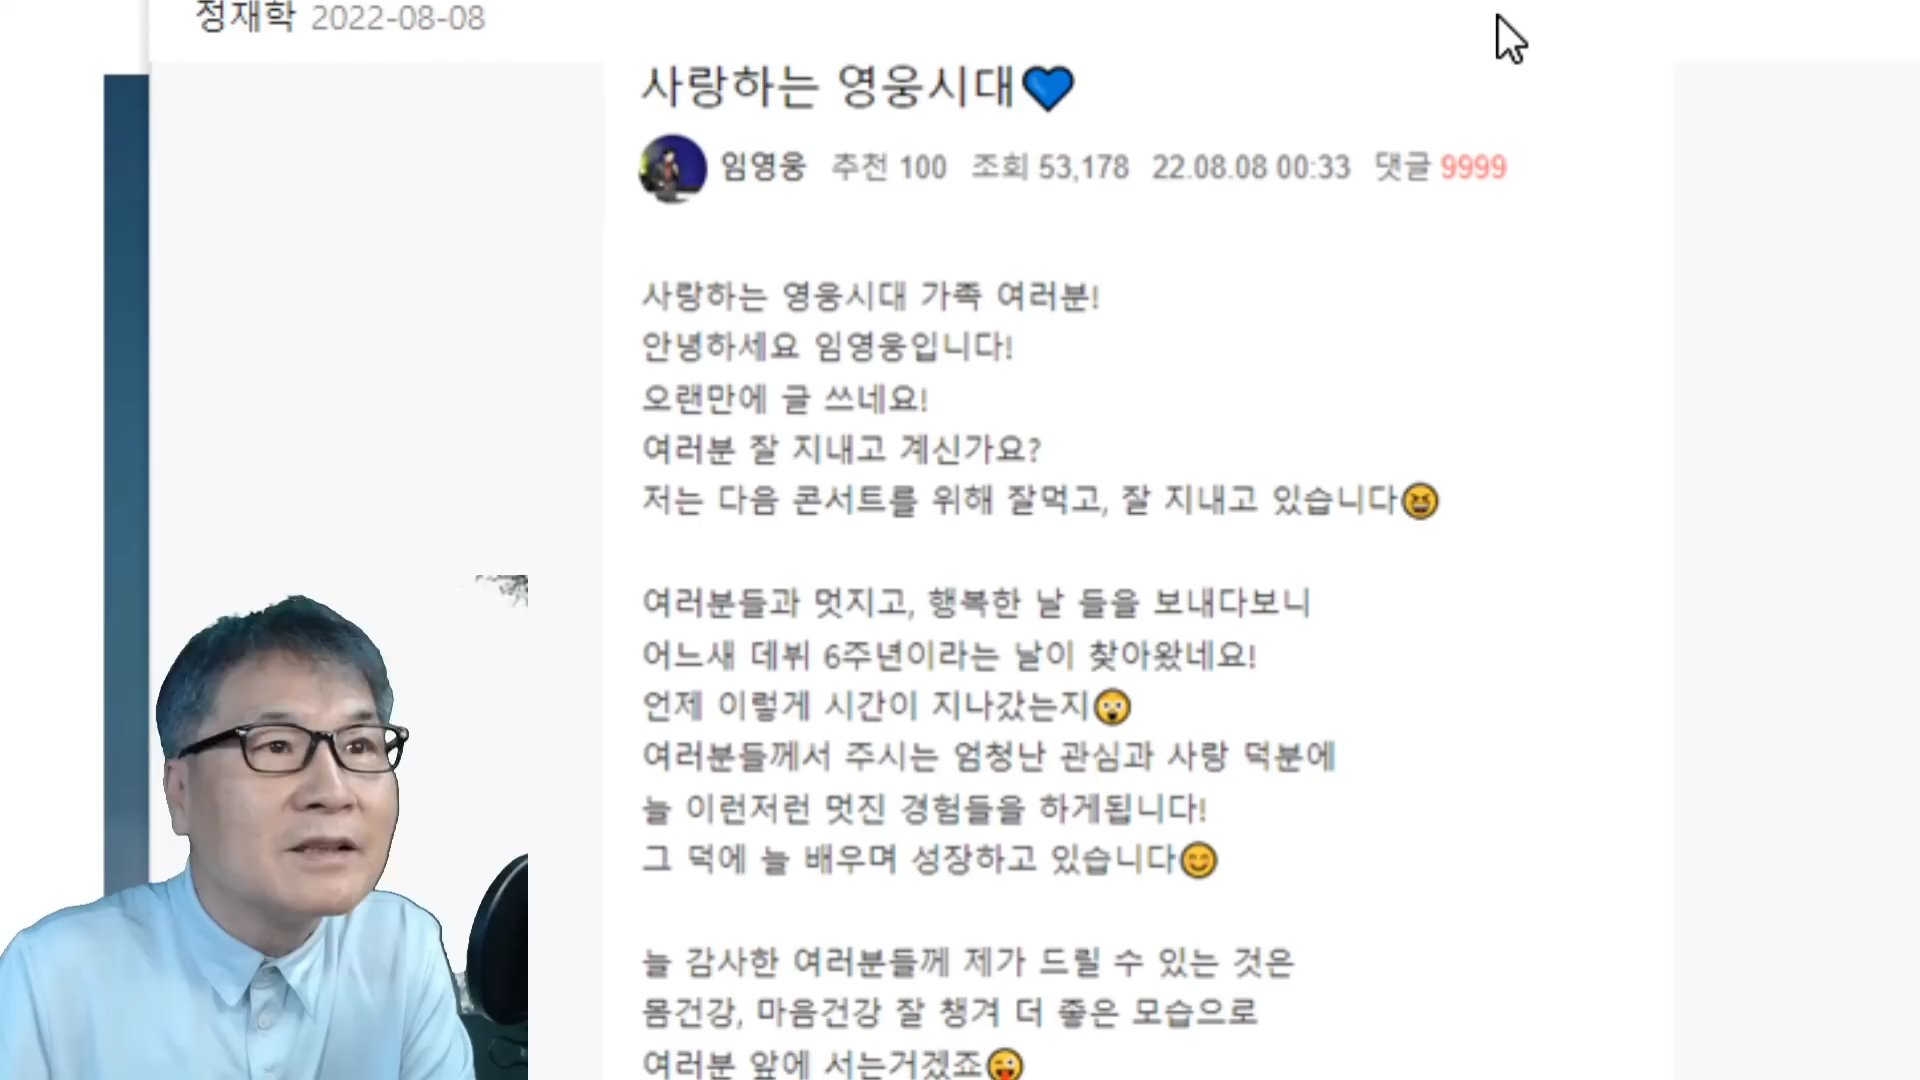 정재학 2022-08-08
사랑하는 영웅시대💙
임영웅 추천 100 조회 53,178 22.08.08 00:33 댓글 9999
사랑하는 영웅시대 가족 여러분!
안녕하세요 임영웅입니다!
오랜만에 글 쓰네요!
여러분 잘 지내고 계신가요?
저는 다음 콘서트를 위해 잘먹고, 잘 지내고 있습니다😆
여러분들과 멋지고, 행복한 날 들을 보내다보니
어느새 데뷔 6주년이라는 날이 찾아왔네요!
언제 이렇게 시간이 지나갔는지😲
여러분들께서 주시는 엄청난 관심과 사랑 덕분에
늘 이런저런 멋진 경험들을 하게됩니다!
그 덕에 늘 배우며 성장하고 있습니다😊
늘 감사한 여러분들께 제가 드릴 수 있는 것은
몸건강, 마음건강 잘 챙겨 더 좋은 모습으로
여러분 앞에 서는거겠죠😜